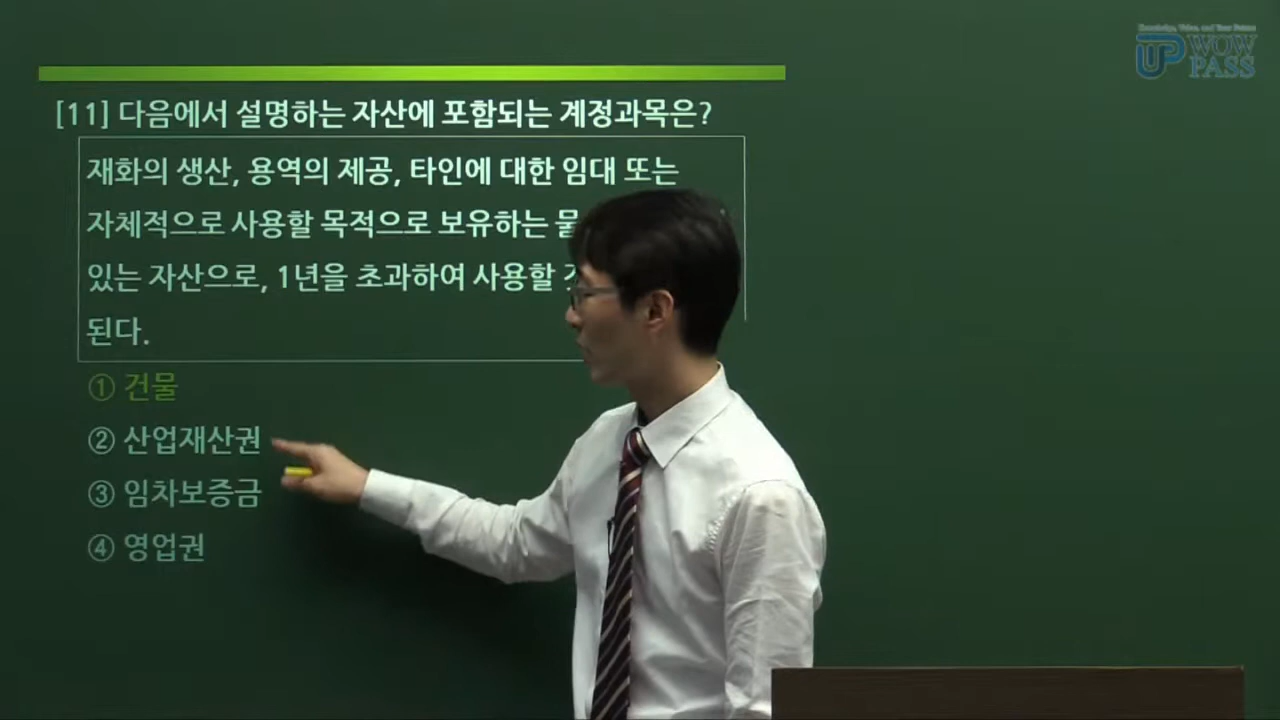 Knowledge, Value, and Your Future
UP WOW
PASS
[11] 다음에서 설명하는 자산에 포함되는 계정과목은?
재화의 생산, 용역의 제공, 타인에 대한 임대 또는
자체적으로 사용할 목적으로 보유하는
있는 자산으로, 1년을 초과하여 사용할
된다.
① 건물
② 산업재산권
③ 임차보증금
④ 영업권